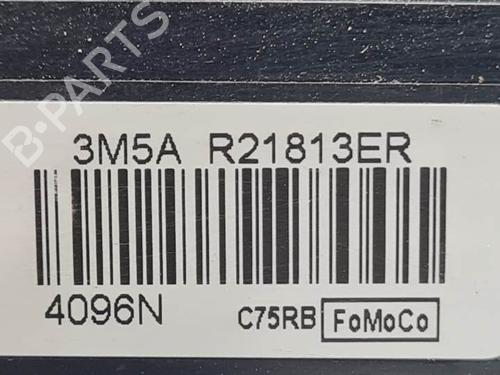 B-PARTS
3M5A R21813ER
4096N C75RB FoMoCo